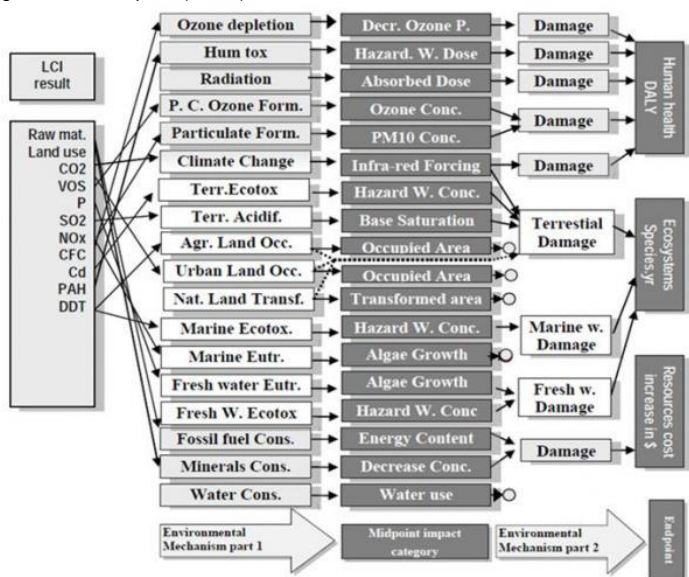 LCI
result
Raw mat.
Land use
CO2
VOS
P
SO2
NOx
CFC
Cd
PAH
DDT
Ozone depletion
Hum tox
Radiation
P. C. Ozone Form.
Particulate Form.
Climate Change
Terr.Ecotox
Terr. Acidif.
Agr. Land Occ.
Urban Land Occ.
Nat. Land Transf.
Marine Ecotox.
Marine Eutr.
Fresh water Eutr.
Fresh W. Ecotox
Fossil fuel Cons.
Minerals Cons.
Water Cons.
Environmental
Mechanism part 1
Decr. Ozone P.
Hazard. W. Dose
Absorbed Dose
Ozone Conc.
PM10 Conc.
Infra-red Forcing
Hazard W. Conc.
Base Saturation
Occupied Area
Occupied Area
Transformed area
Hazard W. Conc.
Algae Growth
Algae Growth
Hazard W. Conc
Energy Content
Decrease Conc.
Water use
Midpoint impact
category
Damage
Damage
Damage
Damage
Damage
Terrestial
Damage
Marine w.
Damage
Fresh w.
Damage
Damage
Environmental
Mechanism part 2
Human health
DALY
Ecosystems
Species.yr
Resources cost
increase in $
Endpoint